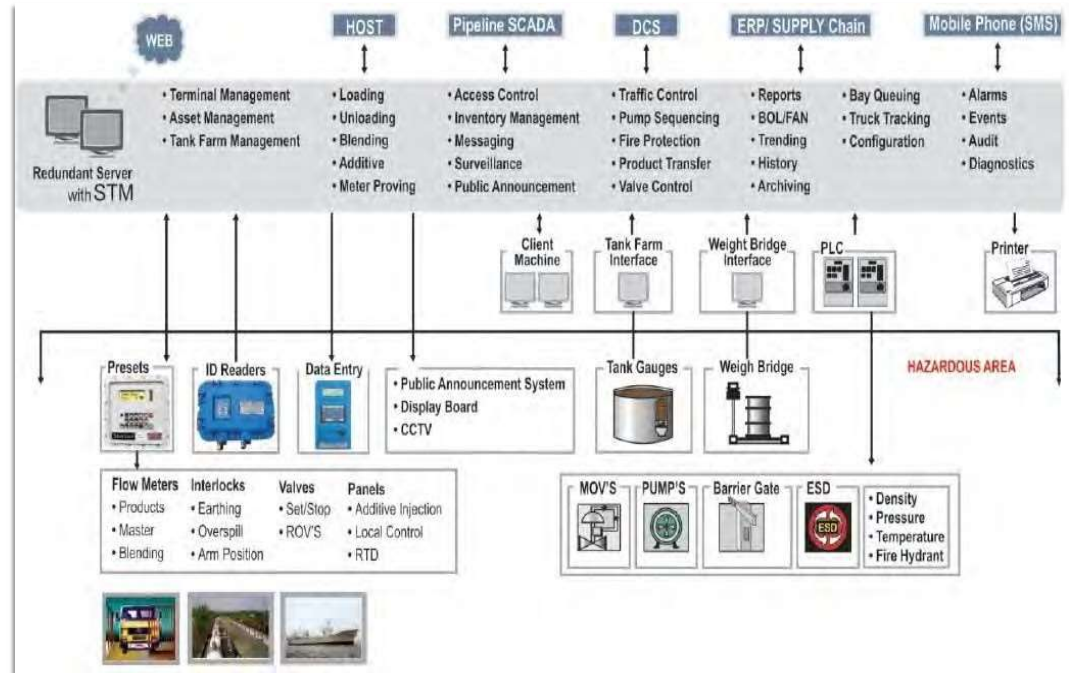 WEB
HOST
Pipeline SCADA
DCS
ERP/ SUPPLY Chain
Mobile Phone (SMS)
Redundant Server
with STM
• Terminal Management
• Asset Management
• Tank Farm Management
• Loading
• Unloading
• Blending
• Additive
• Meter Proving
• Access Control
• Inventory Management
• Messaging
• Surveillance
• Public Announcement
• Traffic Control
• Pump Sequencing
• Fire Protection
• Product Transfer
• Valve Control
• Reports
• BOL/FAN
• Trending
• History
• Archiving
• Bay Queuing
• Truck Tracking
• Configuration
• Alarms
• Events
• Audit
• Diagnostics
Client
Machine
Tank Farm
Interface
Weight Bridge
Interface
PLC
Printer
HAZARDOUS AREA
Presets
ID Readers
Data Entry
• Public Announcement System
• Display Board
• CCTV
Tank Gauges
Weigh Bridge
Flow Meters
• Products
• Master
• Blending
Interlocks
• Earthing
• Overspill
• Arm Position
Valves
• Set/Stop
• ROV'S
Panels
• Additive Injection
• Local Control
• RTD
MOV'S
PUMP'S
Barrier Gate
ESD
ESD
• Density
• Pressure
• Temperature
• Fire Hydrant